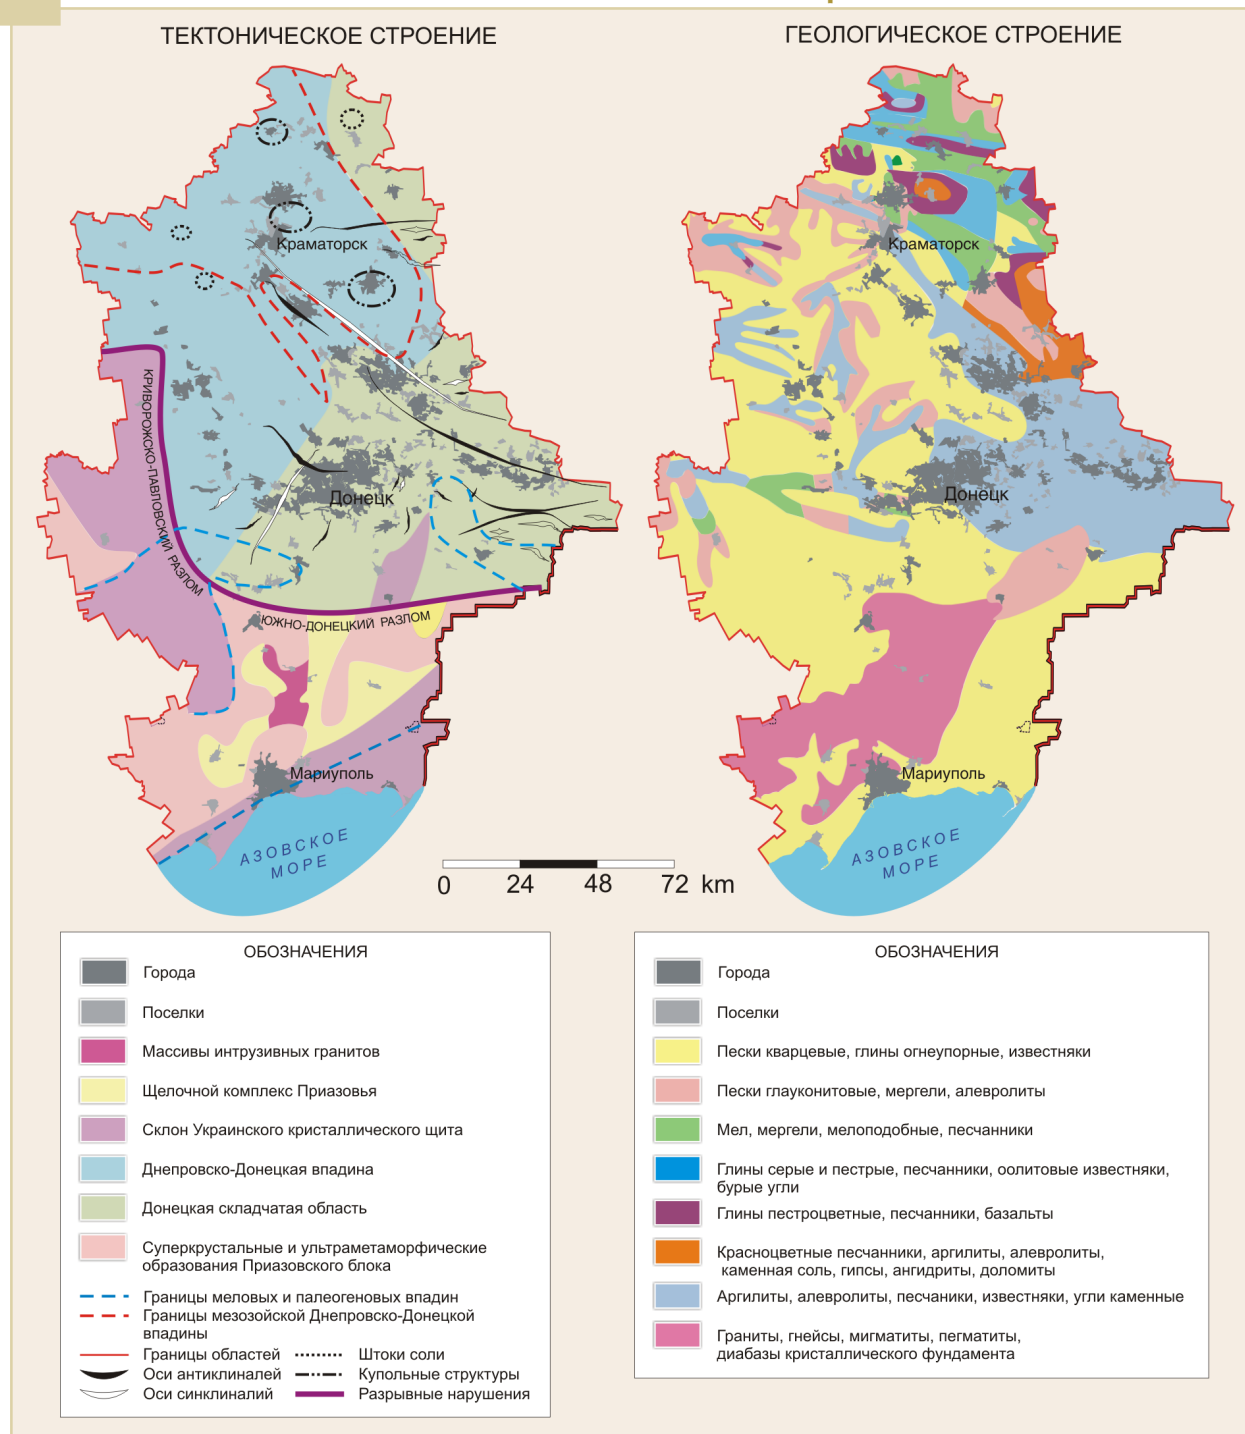 ТЕКТОНИЧЕСКОЕ СТРОЕНИЕ
ГЕОЛОГИЧЕСКОЕ СТРОЕНИЕ
Краматорск
КРИВОРОЖСКО-ПАВЛОВСКИЙ РАЗЛОМ
Донецк
ЮЖНО-ДОНЕЦКИЙ РАЗЛОМ
Мариуполь
АЗОВСКОЕ
МОРЕ
Краматорск
Донецк
Мариуполь
АЗОВСКОЕ
МОРЕ
0 24 48 72 km
ОБОЗНАЧЕНИЯ
Города
Поселки
Массивы интрузивных гранитов
Щелочной комплекс Приазовья
Склон Украинского кристаллического щита
Днепровско-Донецкая впадина
Донецкая складчатая область
Суперкрустальные и ультраметаморфические
образования Приазовского блока
Границы меловых и палеогеновых впадин
Границы мезозойской Днепровско-Донецкой
впадины
Границы областей
Штоки соли
Оси антиклиналей
Купольные структуры
Оси синклиналий
Разрывные нарушения
ОБОЗНАЧЕНИЯ
Города
Поселки
Пески кварцевые, глины огнеупорные, известняки
Пески глауконитовые, мергели, алевролиты
Мел, мергели, мелоподобные, песчанники
Глины серые и пестрые, песчанники, оолитовые известняки,
бурые угли
Глины пестроцветные, песчанники, базальты
Красноцветные песчанники, аргилиты, алевролиты,
каменная соль, гипсы, ангидриты, доломиты
Аргилиты, алевролиты, песчаники, известняки, угли каменные
Граниты, гнейсы, мигматиты, пегматиты,
диабазы кристаллического фундамента